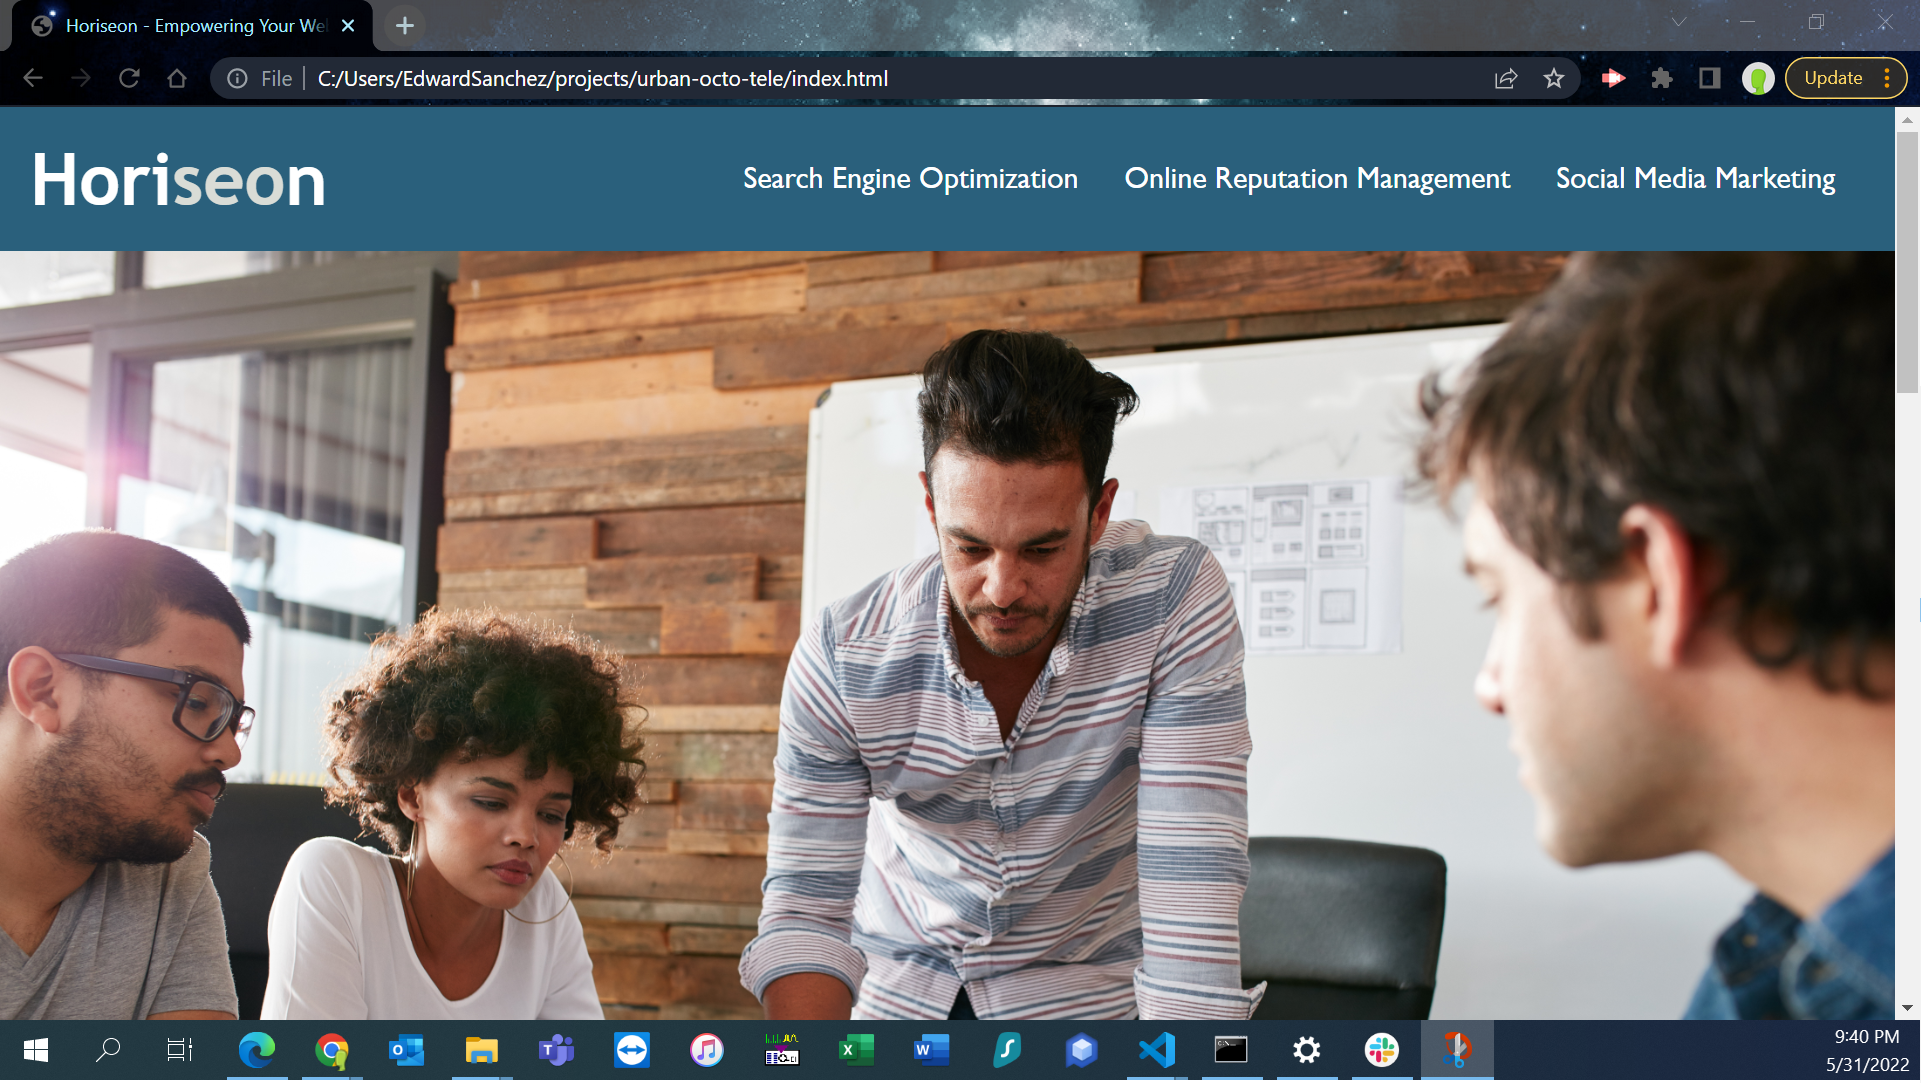 Horiseon - Empowering Your We
File
C:/Users/EdwardSanchez/projects/urban-octo-tele/index.html
Update
Horiseon
Search Engine Optimization
Online Reputation Management
Social Media Marketing
9:40 PM
5/31/2022